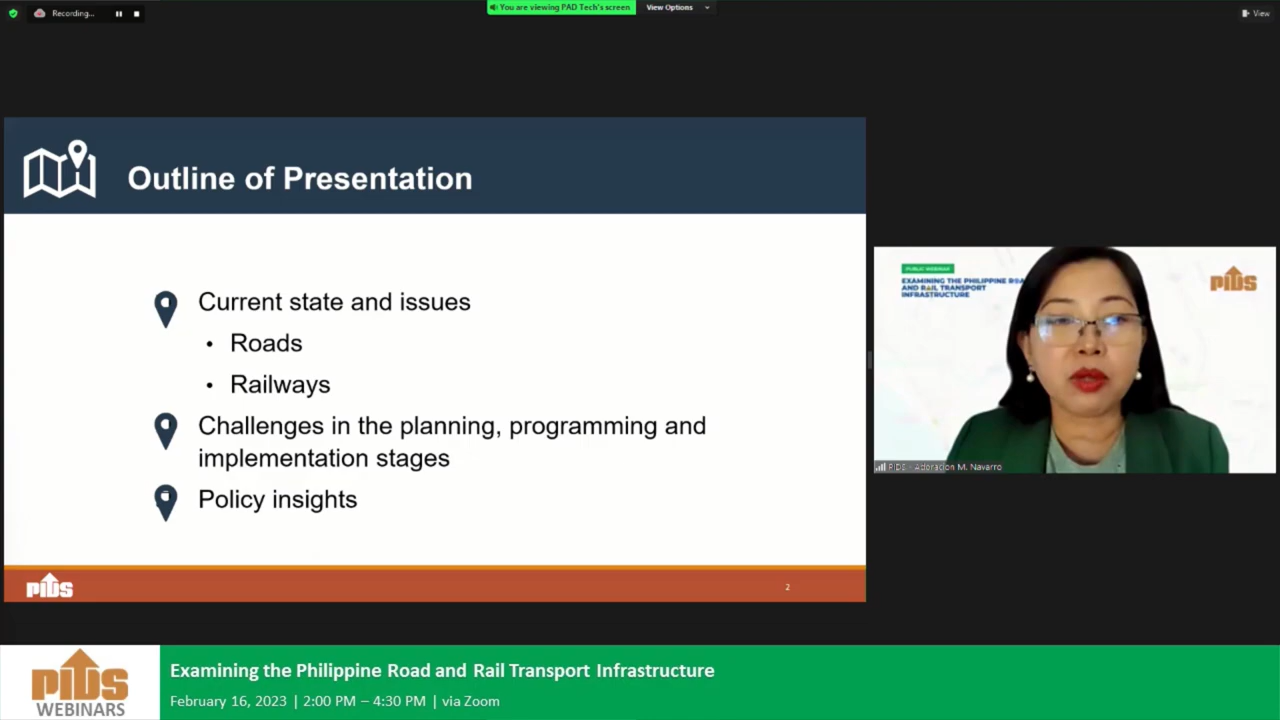 Recording...
You are viewing PAD Tech's screen
View Options
View
Outline of Presentation
Current state and issues
• Roads
• Railways
Challenges in the planning, programming and
implementation stages
Policy insights
PIDS
2
PUBLIC WEBINAR
EXAMINING THE PHILIPPINE ROA
AND RAIL TRANSPORT
INFRASTRUCTURE
PIDS
PIDS - Adoracion M. Navarro
PIDS
WEBINARS
Examining the Philippine Road and Rail Transport Infrastructure
February 16, 2023 | 2:00 PM – 4:30 PM | via Zoom